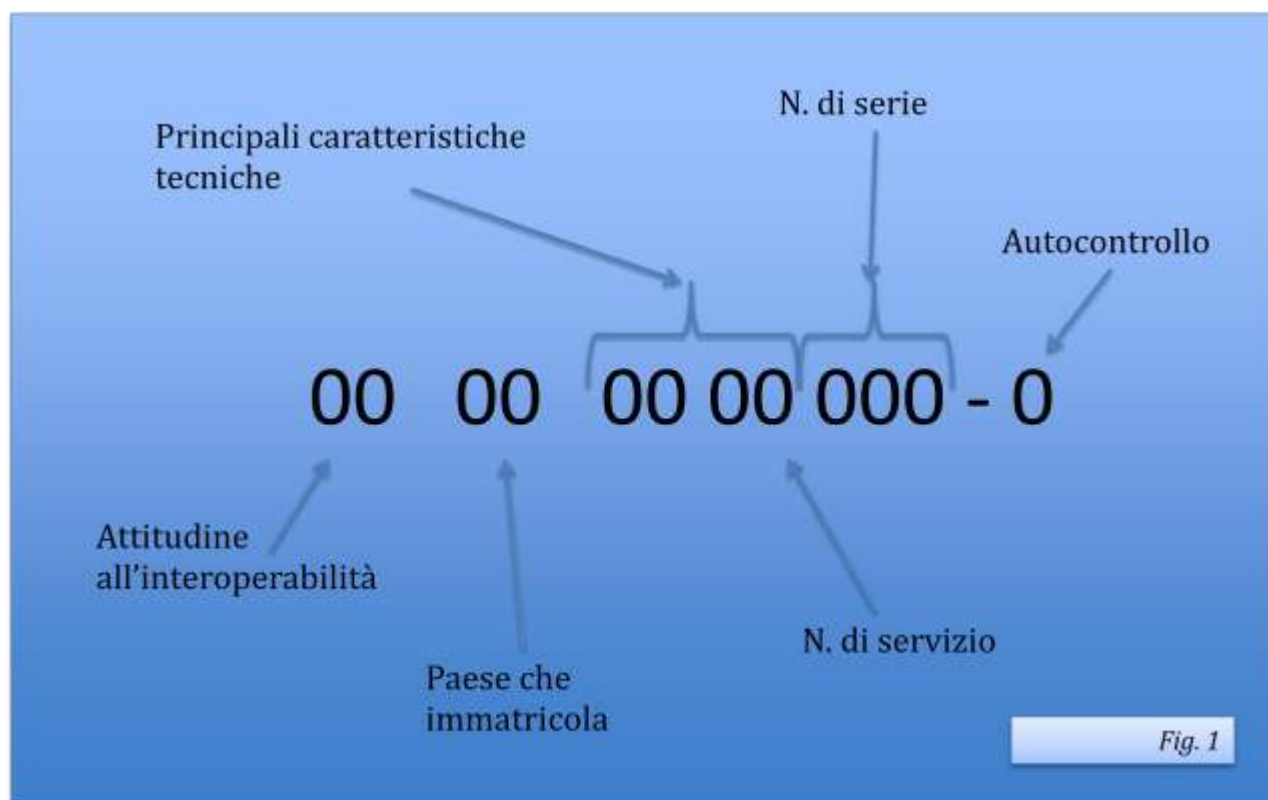 N. di serie
Principali caratteristiche
tecniche
Autocontrollo
00 00 00 00 000 - 0
Attitudine
all'interoperabilità
N. di servizio
Paese che
immatricola
Fig. 1